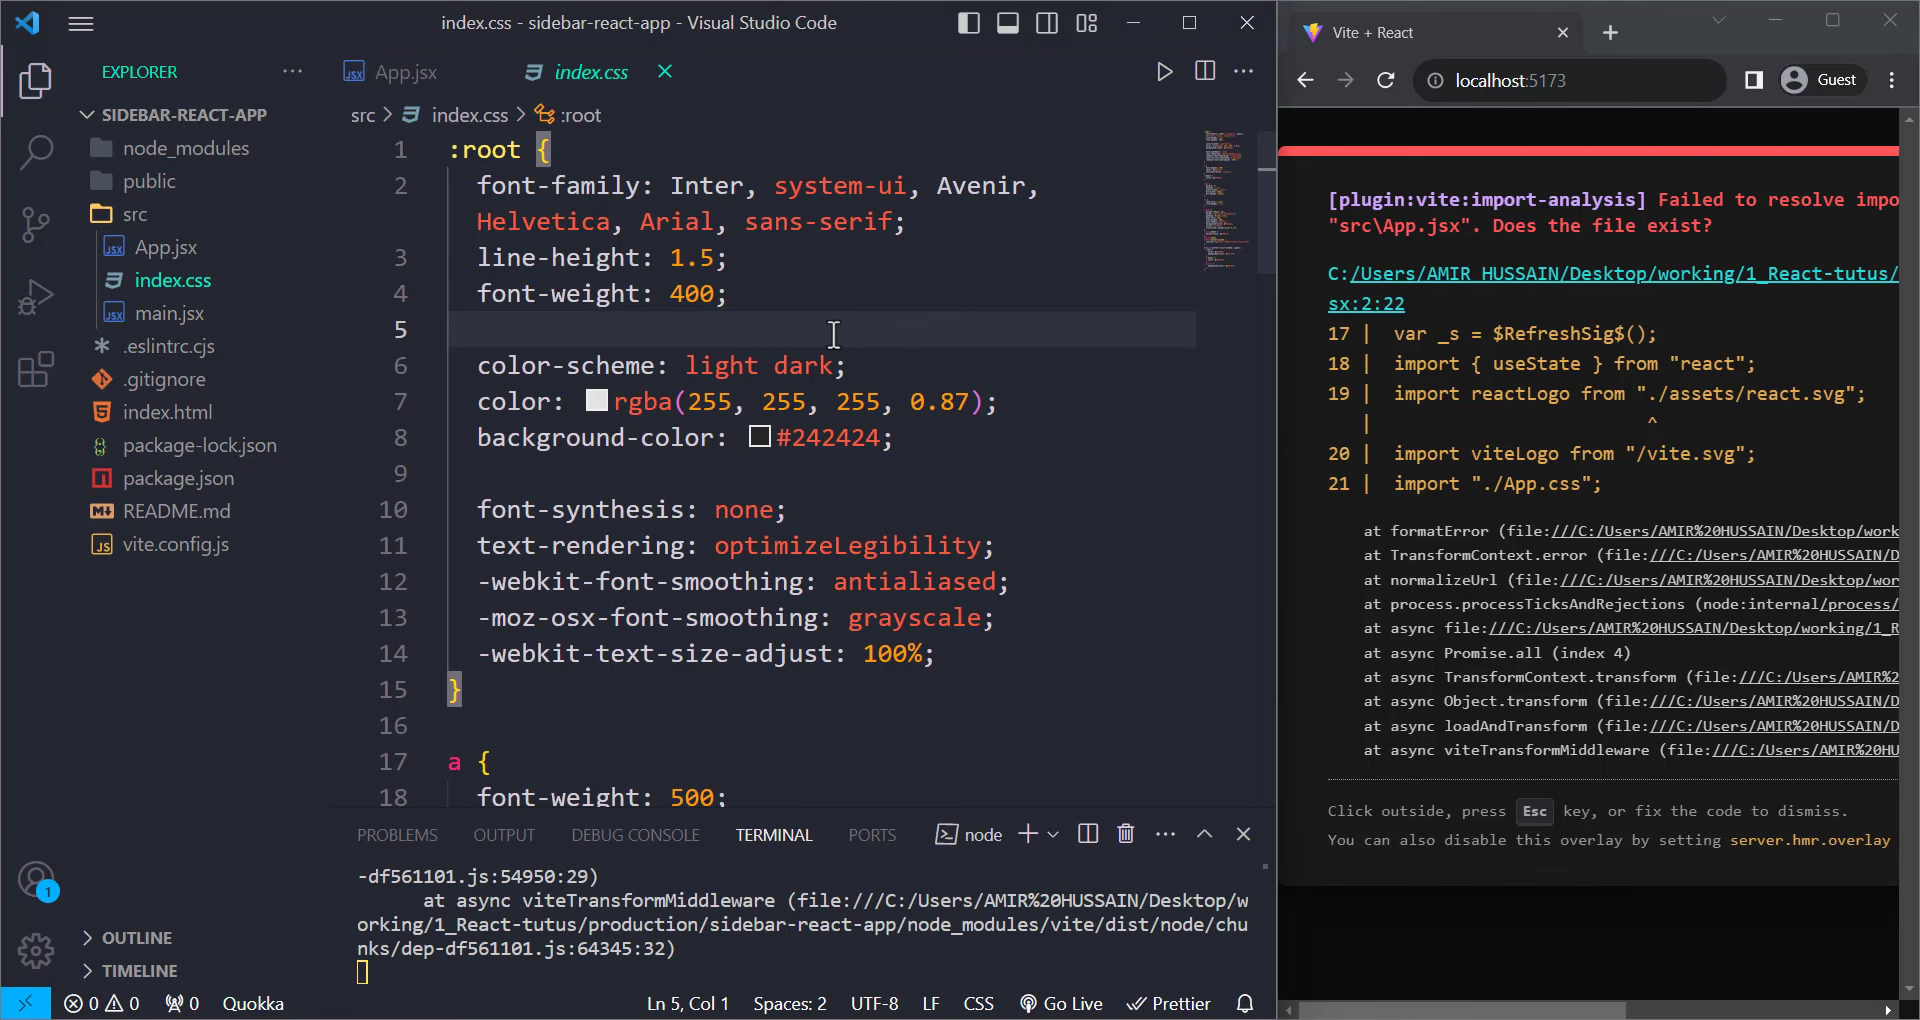 index.css - sidebar-react-app - Visual Studio Code
EXPLORER
SIDEBAR-REACT-APP
node_modules
public
src
App.jsx
index.css
main.jsx
.eslintrc.cjs
.gitignore
index.html
package-lock.json
package.json
README.md
vite.config.js
OUTLINE
TIMELINE
App.jsx
index.css
src > index.css > :root
1 :root {
2 font-family: Inter, system-ui, Avenir,
Helvetica, Arial, sans-serif;
3 line-height: 1.5;
4 font-weight: 400;
5
6 color-scheme: light dark;
7 color: rgba(255, 255, 255, 0.87);
8 background-color: #242424;
9
10 font-synthesis: none;
11 text-rendering: optimizeLegibility;
12 -webkit-font-smoothing: antialiased;
13 -moz-osx-font-smoothing: grayscale;
14 -webkit-text-size-adjust: 100%;
15 }
16
17 a {
18 font-weight: 500;
PROBLEMS OUTPUT DEBUG CONSOLE TERMINAL PORTS node
-df561101.js:54950:29)
at async viteTransformMiddleware (file:///C:/Users/AMIR%20HUSSAIN/Desktop/w
orking/1_React-tutus/production/sidebar-react-app/node_modules/vite/dist/node/chu
nks/dep-df561101.js:64345:32)
1
0 0 0 Quokka Ln 5, Col 1 Spaces: 2 UTF-8 LF CSS Go Live Prettier
Vite + React
localhost:5173
Guest
[plugin:vite:import-analysis] Failed to resolve impo
"src\App.jsx". Does the file exist?
C:/Users/AMIR HUSSAIN/Desktop/working/1_React-tutus/
sx:2:22
17 | var _s = $RefreshSig$();
18 | import { useState } from "react";
19 | import reactLogo from "./assets/react.svg";
| ^
20 | import viteLogo from "/vite.svg";
21 | import "./App.css";
at formatError (file:///C:/Users/AMIR%20HUSSAIN/Desktop/work
at TransformContext.error (file:///C:/Users/AMIR%20HUSSAIN/D
at normalizeUrl (file:///C:/Users/AMIR%20HUSSAIN/Desktop/wor
at process.processTicksAndRejections (node:internal/process/
at async file:///C:/Users/AMIR%20HUSSAIN/Desktop/working/1_R
at async Promise.all (index 4)
at async TransformContext.transform (file:///C:/Users/AMIR%2
at async Object.transform (file:///C:/Users/AMIR%20HUSSAIN/D
at async loadAndTransform (file:///C:/Users/AMIR%20HUSSAIN/D
at async viteTransformMiddleware (file:///C:/Users/AMIR%20HU
Click outside, press Esc key, or fix the code to dismiss.
You can also disable this overlay by setting server.hmr.overlay